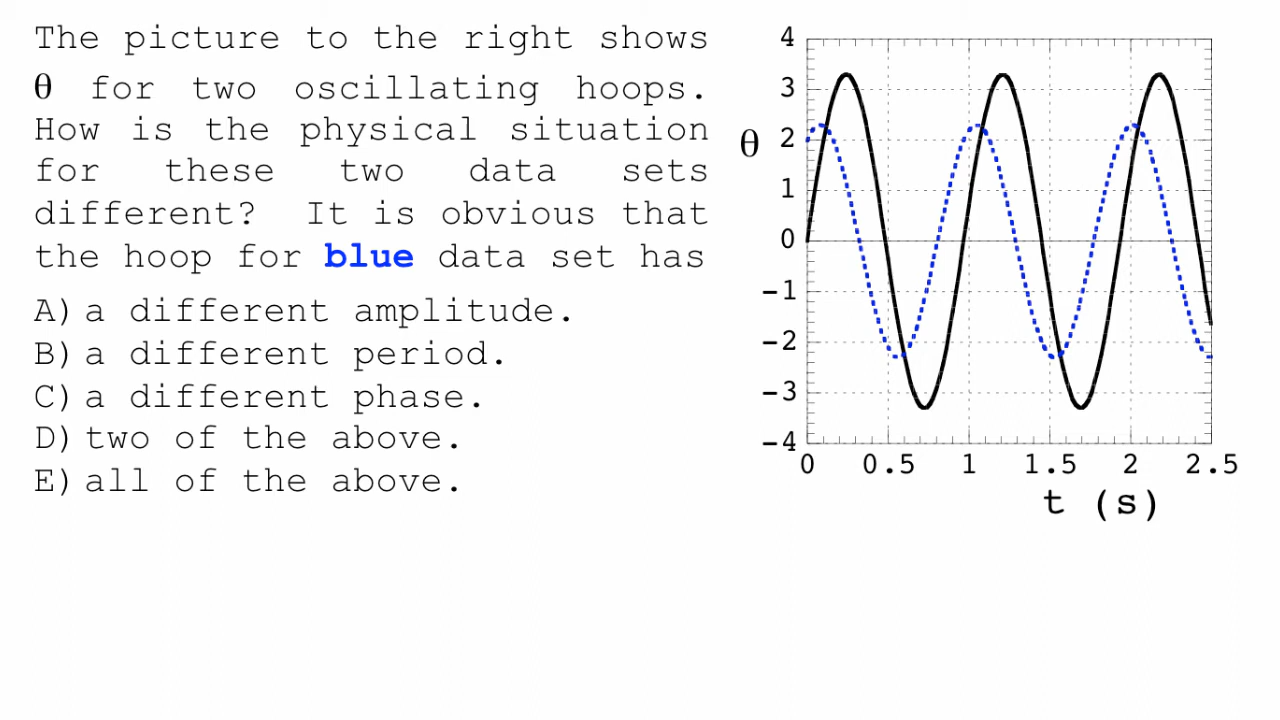 The picture to the right shows
θ for two oscillating hoops.
How is the physical situation
for these two data sets
different? It is obvious that
the hoop for blue data set has
A) a different amplitude.
B) a different period.
C) a different phase.
D) two of the above.
E) all of the above.
4
3
2
1
0
-1
-2
-3
-4
θ
0 0.5 1 1.5 2 2.5
t (s)